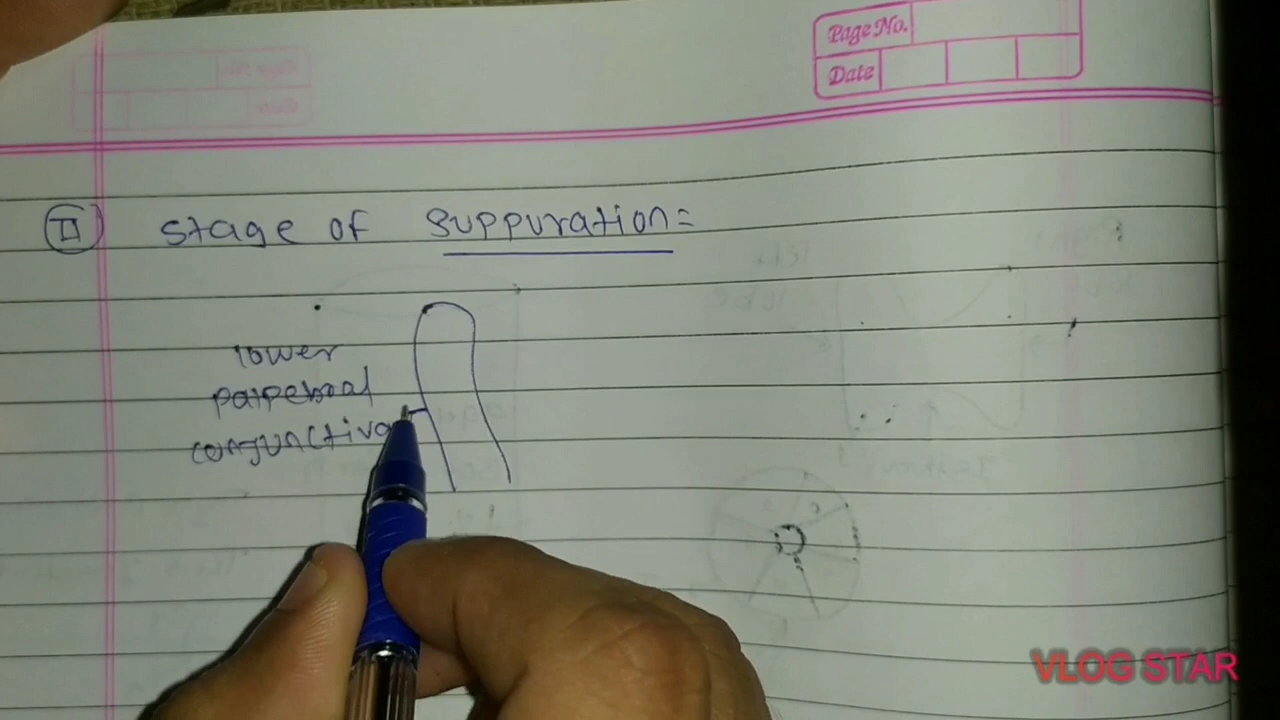 Page No.
Date
II stage of suppuration=
lower
palpebral
conjunctiva
VLOG STAR